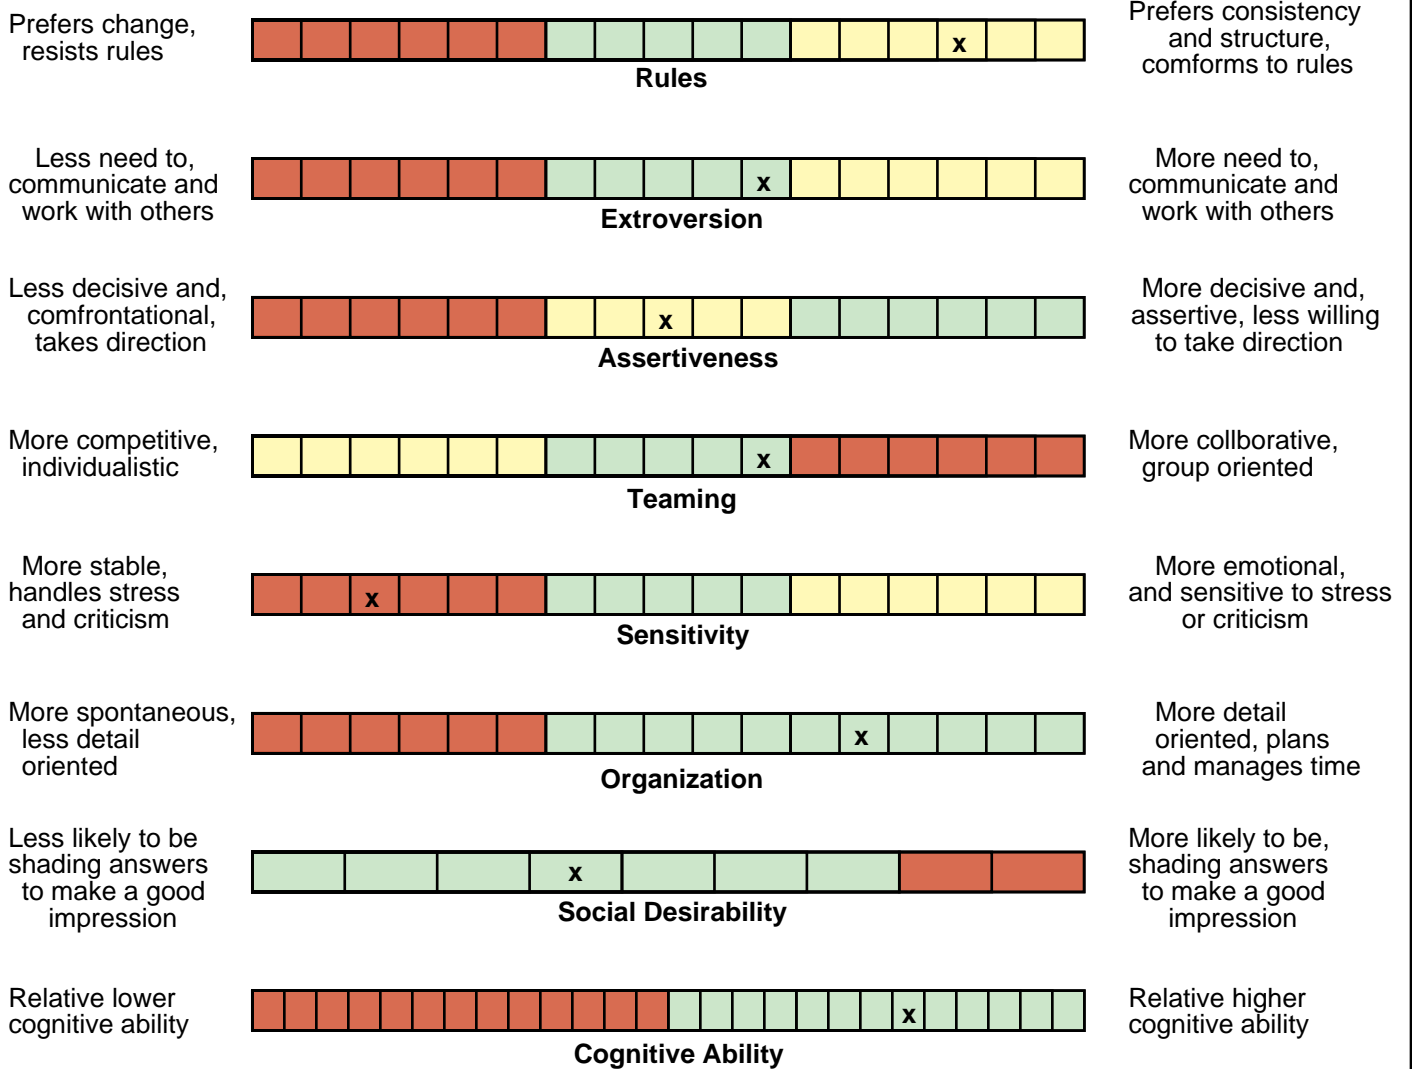 Prefers change,
resists rules
x
Rules
Prefers consistency
and structure,
comforms to rules
Less need to,
communicate and
work with others
x
Extroversion
More need to,
communicate and
work with others
Less decisive and,
comfrontational,
takes direction
x
Assertiveness
More decisive and,
assertive, less willing
to take direction
More competitive,
individualistic
x
Teaming
More collborative,
group oriented
More stable,
handles stress
and criticism
x
Sensitivity
More emotional,
and sensitive to stress
or criticism
More spontaneous,
less detail
oriented
x
Organization
More detail
oriented, plans
and manages time
Less likely to be
shading answers
to make a good
impression
x
Social Desirability
More likely to be,
shading answers
to make a good
impression
Relative lower
cognitive ability
x
Cognitive Ability
Relative higher
cognitive ability